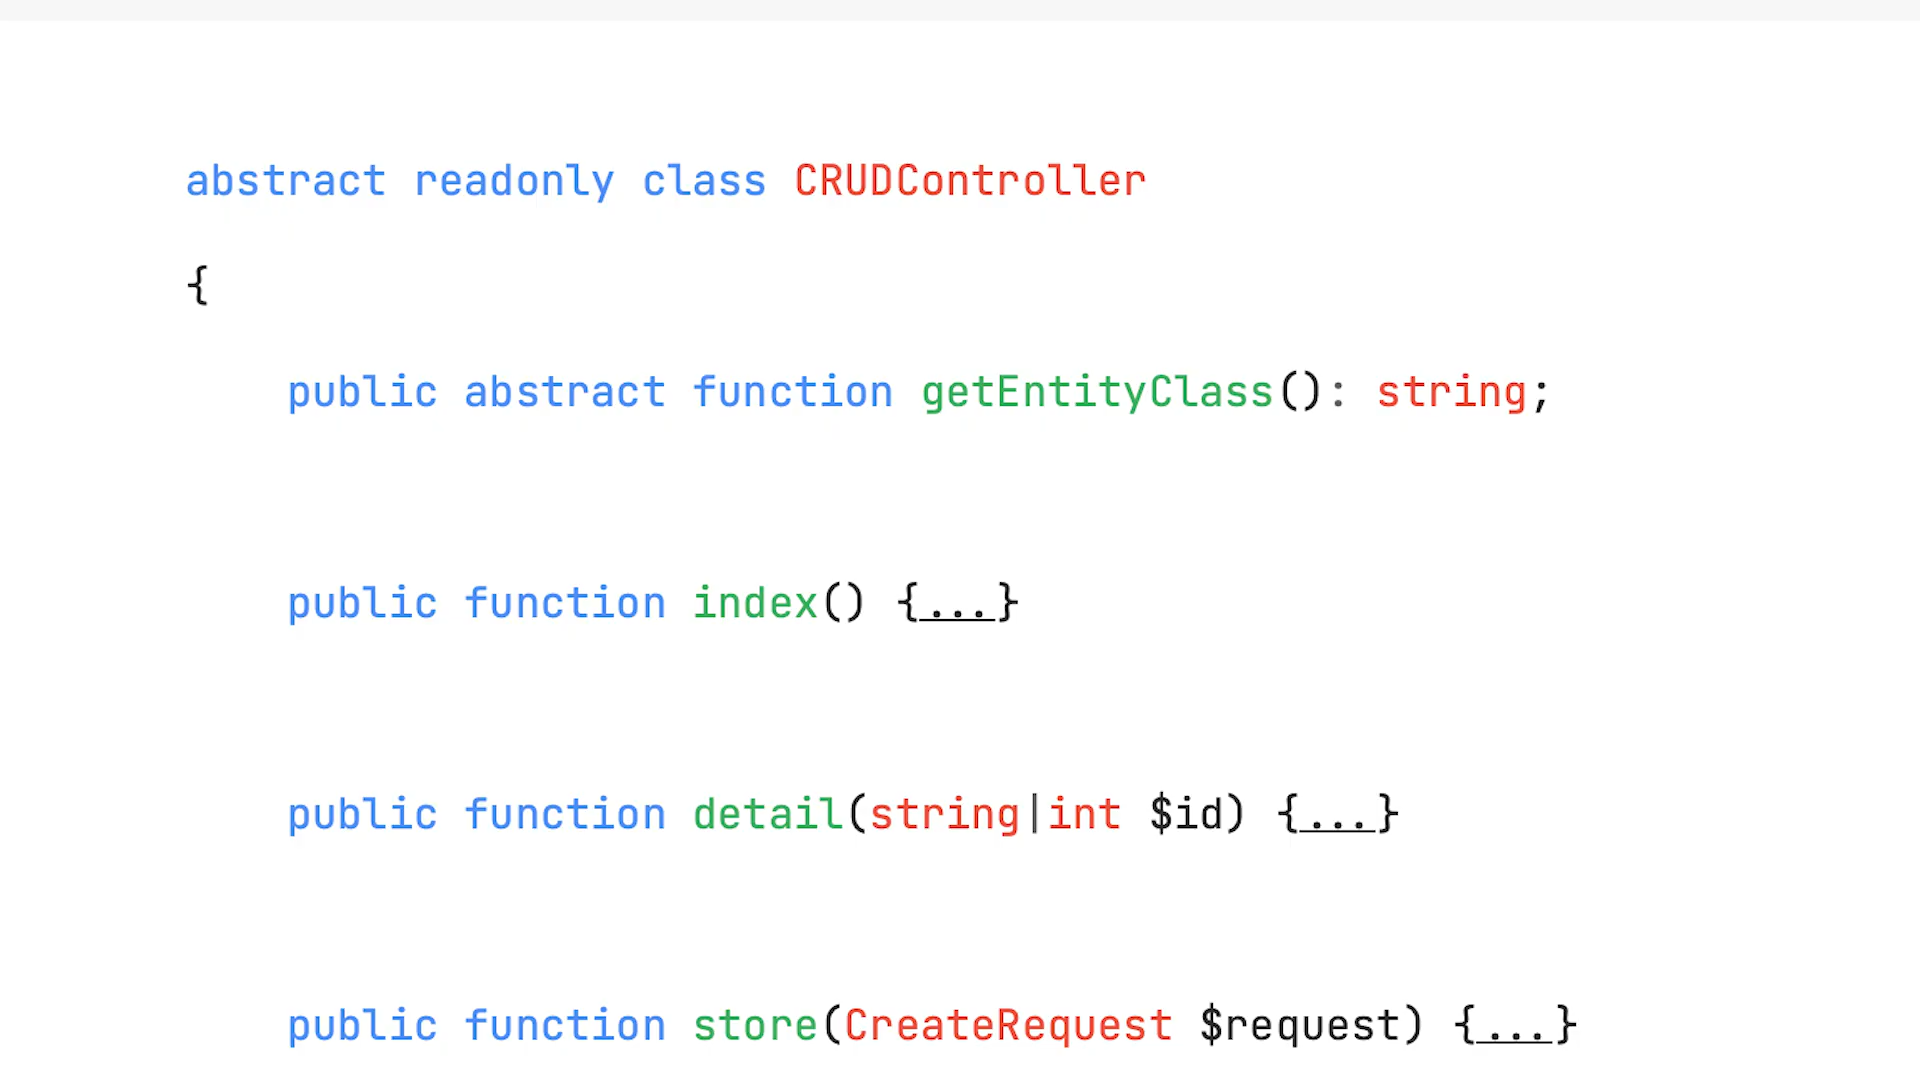 abstract readonly class CRUDController
{
public abstract function getEntityClass(): string;
public function index() {...}
public function detail(string|int $id) {...}
public function store(CreateRequest $request) {...}